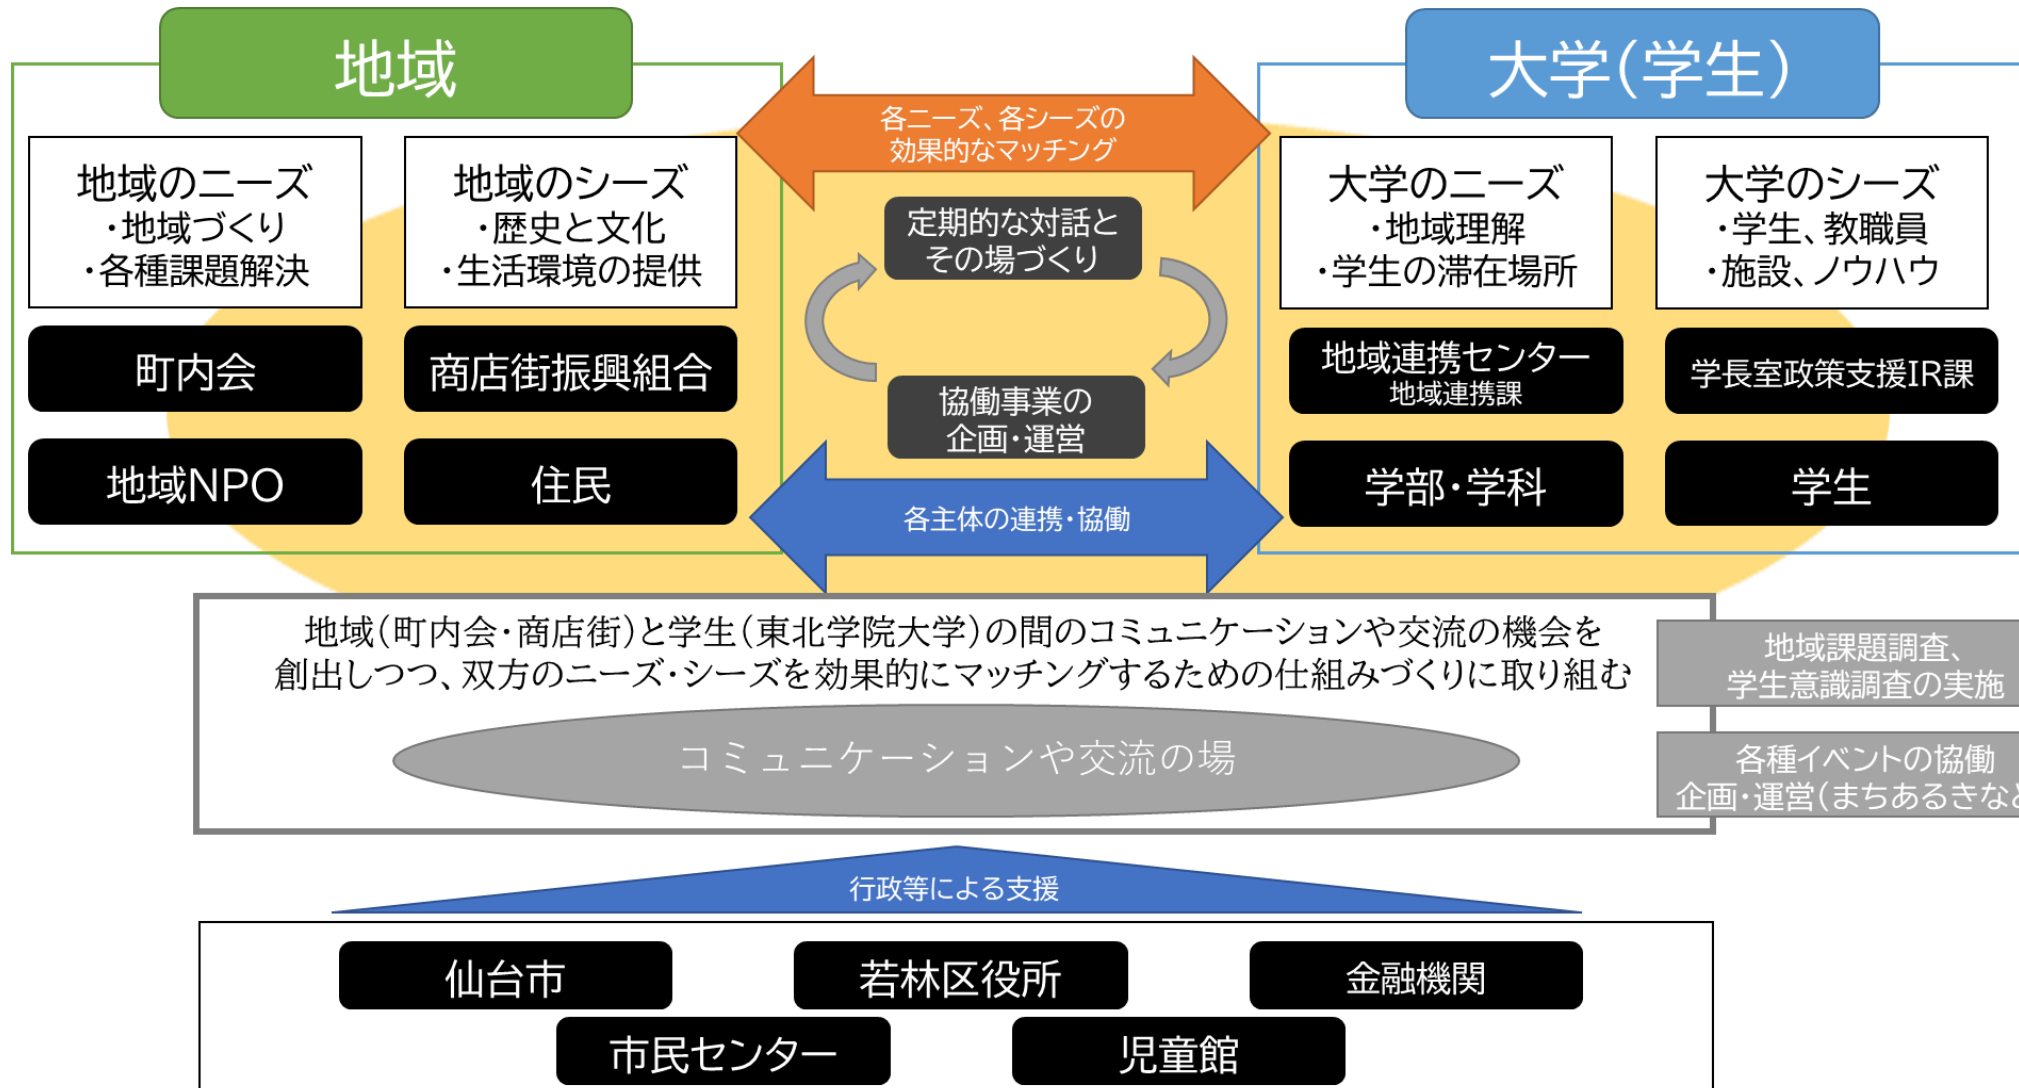 地域
大学(学生)
各ニーズ、各シーズの
効果的なマッチング
地域のニーズ
・地域づくり
・各種課題解決
地域のシーズ
・歴史と文化
・生活環境の提供
定期的な対話と
その場づくり
大学のニーズ
・地域理解
・学生の滞在場所
大学のシーズ
・学生、教職員
・施設、ノウハウ
町内会
商店街振興組合
協働事業の
企画・運営
地域連携センター
地域連携課
学長室政策支援IR課
地域NPO
住民
学部・学科
学生
各主体の連携・協働
地域(町内会・商店街)と学生(東北学院大学)の間のコミュニケーションや交流の機会を
創出しつつ、双方のニーズ・シーズを効果的にマッチングするための仕組みづくりに取り組む
地域課題調査、
学生意識調査の実施
コミュニケーションや交流の場
各種イベントの協働
企画・運営(まちあるきなど
行政等による支援
仙台市
若林区役所
金融機関
市民センター
児童館